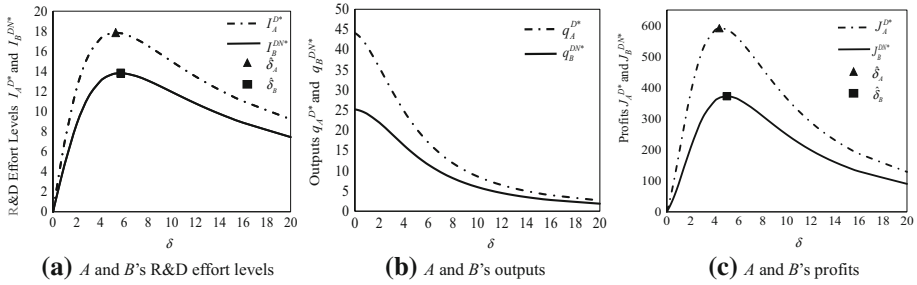 R&D Effort Levels I_A^{D*} and I_B^{DN*}
20
18
16
14
12
10
8
6
4
2
0
0 2 4 6 8 10 12 14 16 18 20
δ
I_A^{D*}
I_B^{DN*}
δ̂_A
δ̂_B
(a) A and B's R&D effort levels
Outputs q_A^{D*} and q_B^{DN*}
50
45
40
35
30
25
20
15
10
5
0
0 2 4 6 8 10 12 14 16 18 20
δ
q_A^{D*}
q_B^{DN*}
(b) A and B's outputs
Profits J_A^{D*} and J_B^{DN*}
600
500
400
300
200
100
0
0 2 4 6 8 10 12 14 16 18 20
δ
J_A^{D*}
J_B^{DN*}
δ̂_A
δ̂_B
(c) A and B's profits